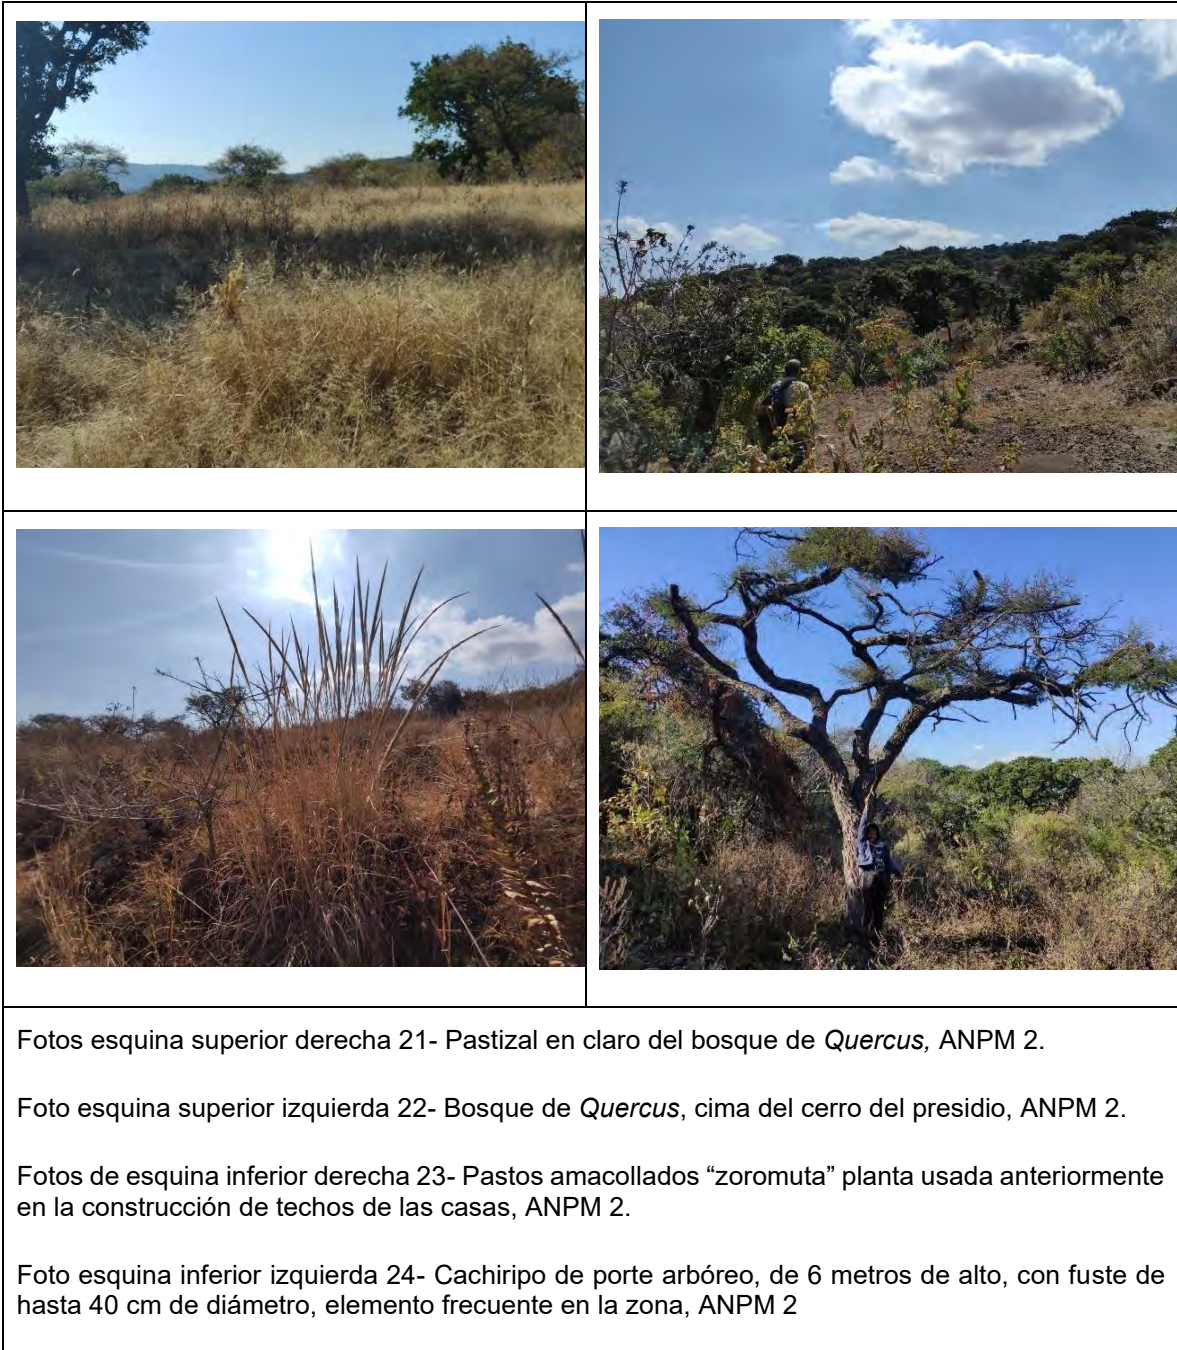 Fotos esquina superior derecha 21- Pastizal en claro del bosque de Quercus, ANPM 2.
Foto esquina superior izquierda 22- Bosque de Quercus, cima del cerro del presidio, ANPM 2.
Fotos de esquina inferior derecha 23- Pastos amacollados “zoromuta” planta usada anteriormente
en la construcción de techos de las casas, ANPM 2.
Foto esquina inferior izquierda 24- Cachiripo de porte arbóreo, de 6 metros de alto, con fuste de
hasta 40 cm de diámetro, elemento frecuente en la zona, ANPM 2